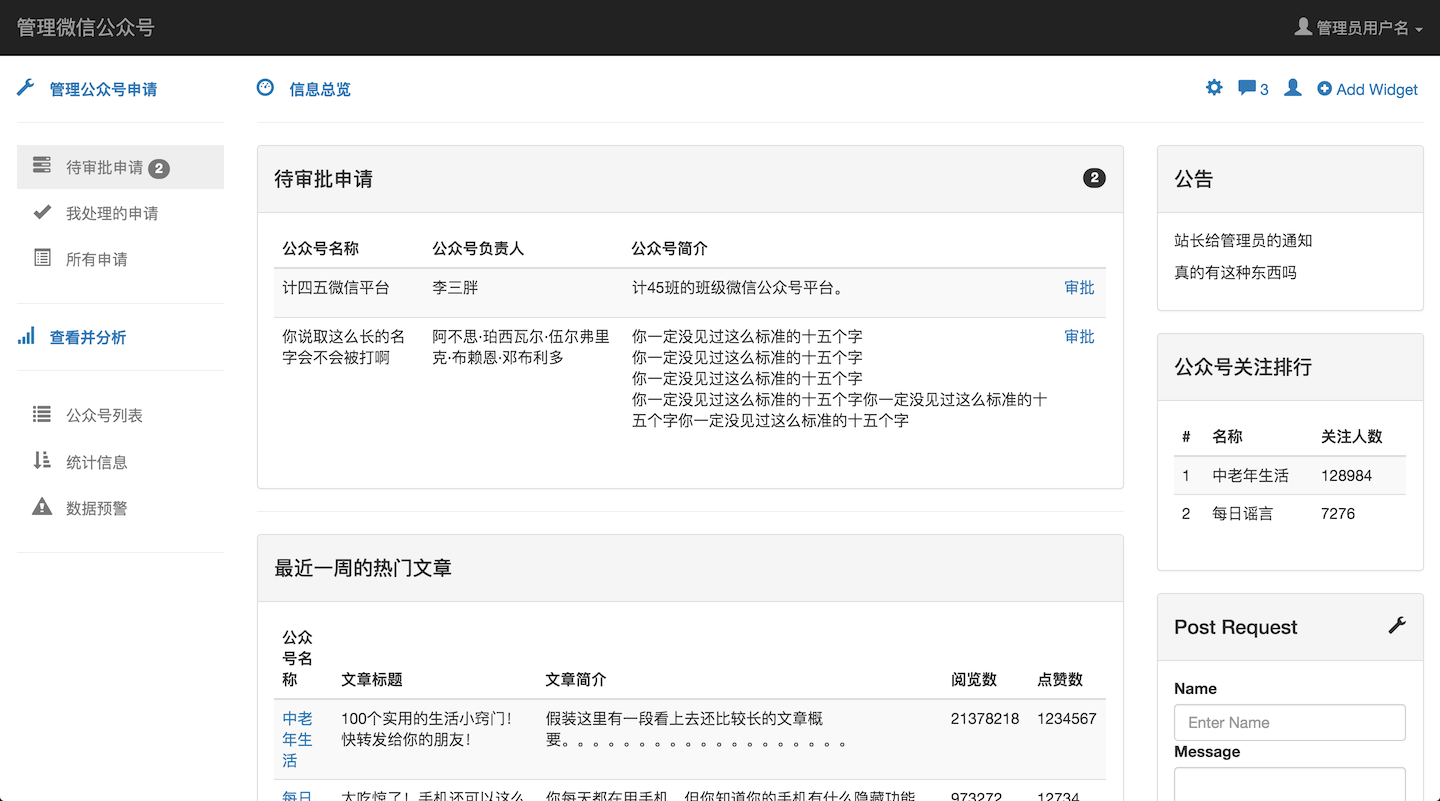 管理微信公众号
管理员用户名
管理公众号申请
待审批申请 2
我处理的申请
所有申请
查看并分析
公众号列表
统计信息
数据预警
信息总览
3
Add Widget
待审批申请 2
公众号名称 公众号负责人 公众号简介
计四五微信平台 李三胖 计45班的班级微信公众号平台。 审批
你说取这么长的名 阿不思·珀西瓦尔·伍尔弗里 你一定没见过这么标准的十五个字 审批
字会不会被打啊 克·布赖恩·邓布利多 你一定没见过这么标准的十五个字
你一定没见过这么标准的十五个字
你一定没见过这么标准的十五个字你一定没见过这么标准的十
五个字你一定没见过这么标准的十五个字
最近一周的热门文章
公众
号名
称 文章标题 文章简介 阅览数 点赞数
中老 100个实用的生活小窍门！ 假装这里有一段看上去还比较长的文章概 21378218 1234567
年生 快转发给你的朋友！ 要。。。。。。。。。。。。。。。。。。。
活
每日 大吃惊了！手机还可以这么 你每天都在用手机，但你知道你的手机有什么隐藏功能 973272 12734
公告
站长给管理员的通知
真的有这种东西吗
公众号关注排行
# 名称 关注人数
1 中老年生活 128984
2 每日谣言 7276
Post Request
Name
Enter Name
Message